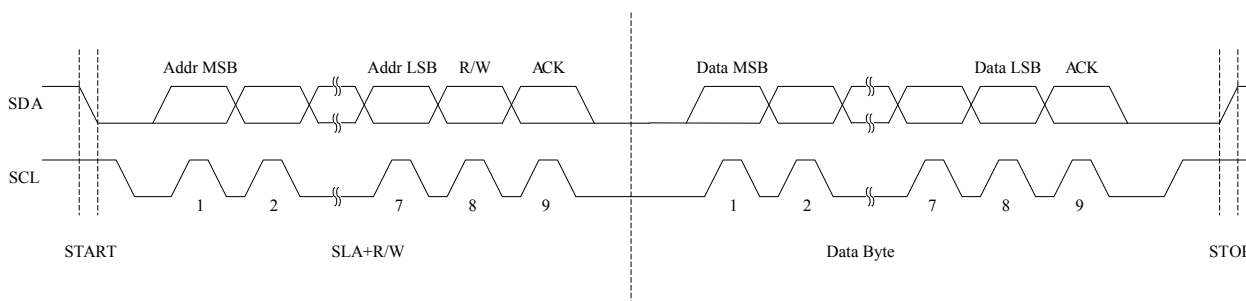 Addr MSB Addr LSB R/W ACK Data MSB Data LSB ACK
SDA
SCL
1 2 7 8 9 1 2 7 8 9
START SLA+R/W Data Byte STOP